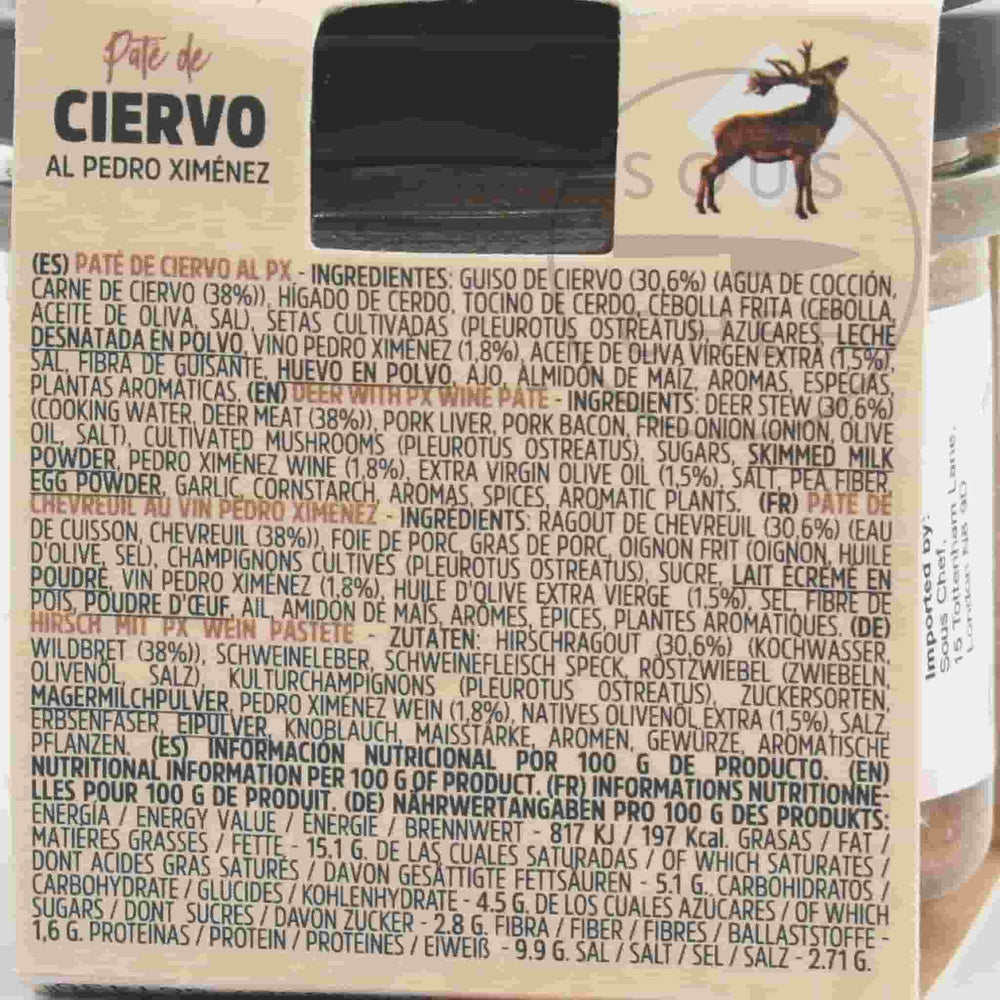 Paté de
CIERVO
AL PEDRO XIMÉNEZ
SOUS
(ES) PATÉ DE CIERVO AL PX - INGREDIENTES: GUISO DE CIERVO (30,6%) (AGUA DE COCCIÓN,
CARNE DE CIERVO (38%)), HÍGADO DE CERDO, TOCINO DE CERDO, CEBOLLA FRITA (CEBOLLA,
ACEITE DE OLIVA, SAL), SETAS CULTIVADAS (PLEUROTUS OSTREATUS), AZÚCARES, LECHE
DESNATADA EN POLVO, VINO PEDRO XIMÉNEZ (1,8%), ACEITE DE OLIVA VIRGEN EXTRA (1,5%),
SAL, FIBRA DE GUISANTE, HUEVO EN POLVO, AJO, ALMIDÓN DE MAÍZ, AROMAS, ESPECIAS,
PLANTAS AROMÁTICAS. (EN) DEER WITH PX WINE PATE - INGREDIENTS: DEER STEW (30,6%)
(COOKING WATER, DEER MEAT (38%)), PORK LIVER, PORK BACON, FRIED ONION (ONION, OLIVE
OIL, SALT), CULTIVATED MUSHROOMS (PLEUROTUS OSTREATUS), SUGARS, SKIMMED MILK
POWDER, PEDRO XIMÉNEZ WINE (1,8%), EXTRA VIRGIN OLIVE OIL (1,5%), SALT, PEA FIBER,
EGG POWDER, GARLIC, CORNSTARCH, AROMAS, SPICES, AROMATIC PLANTS. (FR) PATE DE
CHEVREUIL AU VIN PEDRO XIMENEZ - INGREDIENTS: RAGOÛT DE CHEVREUIL (30,6%) (EAU
DE CUISSON, CHEVREUIL 38%)), FOIE DE PORC, GRAS DE PORC, OIGNON FRIT (OIGNON, HUILE
D'OLIVE, SEL), CHAMPIGNONS CULTIVES (PLEUROTUS OSTREATUS), SUCRE, LAIT ÉCRÉMÉ EN
POUDRE, VIN PEDRO XIMÉNEZ (1,8%), HUILE D'OLIVE EXTRA VIERGE (1,5%), SEL, FIBRE DE
POIS, POUDRE D'ŒUF, AIL, AMIDON DE MAÏS, ARÔMES, EPICES, PLANTES AROMATIQUES. (DE)
HIRSCH MIT PX WEIN PASTETE - ZUTATEN: HIRSCHRAGOUT (30,6%) (KOCHWASSER,
WILDBRET (38%)), SCHWEINELEBER, SCHWEINEFLEISCH SPECK, RÖSTZWIEBEL (ZWIEBELN,
OLIVENÖL, SALZ), KULTURCHAMPIGNONS (PLEUROTUS OSTREATUS), ZUCKERSORTEN,
MAGERMILCHPULVER, PEDRO XIMÉNEZ WEIN (1,8%), NATIVES OLIVENÖL EXTRA (1,5%), SALZ,
ERBSENFASER, EIPULVER, KNOBLAUCH, MAISSTÄRKE, AROMEN, GEWÜRZE, AROMATISCHE
PFLANZEN. (ES) INFORMACIÓN NUTRICIONAL POR 100 G DE PRODUCTO. (EN)
NUTRITIONAL INFORMATION PER 100 G OF PRODUCT. (FR) INFORMATIONS NUTRITIONNE-
LLES POUR 100 G DE PRODUIT. (DE) NÄHRWERTANGABEN PRO 100 G DES PRODUKTS:
ENERGÍA / ENERGY VALUE / ENERGIE / BRENNWERT - 817 KJ / 197 Kcal. GRASAS / FAT /
MATIERES GRASSES / FETTE - 15.1 G. DE LAS CUALES SATURADAS / OF WHICH SATURATES /
DONT ACIDES GRAS SATURÉS / DAVON GESÄTTIGTE FETTSÄUREN - 5.1 G. CARBOHIDRATOS /
CARBOHYDRATE / GLUCIDES / KOHLENHYDRATE - 4.5 G. DE LOS CUALES AZÚCARES / OF WHICH
SUGARS / DONT SUCRES / DAVON ZUCKER - 2.8 G. FIBRA / FIBER / FIBRES / BALLASTSTOFFE -
1,6 G. PROTEINAS / PROTEIN / PROTÉINES / EIWEIß - 9.9 G. SAL / SALT / SEL / SALZ - 2.71 G.
Imported by:
Sous Chef,
15 Tottenham Lane,
London N8 9D